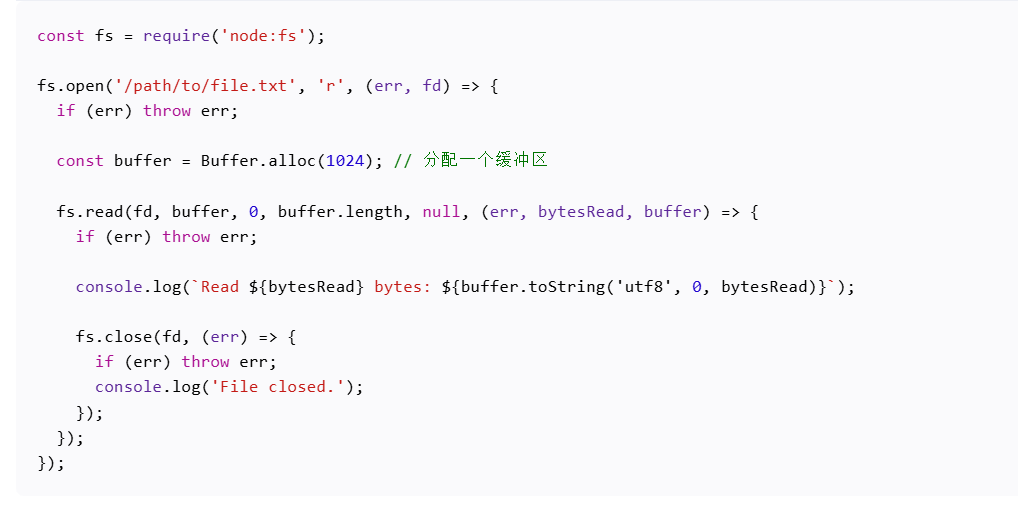 const fs = require('node:fs');
fs.open('/path/to/file.txt', 'r', (err, fd) => {
if (err) throw err;
const buffer = Buffer.alloc(1024); // 分配一个缓冲区
fs.read(fd, buffer, 0, buffer.length, null, (err, bytesRead, buffer) => {
if (err) throw err;
console.log(`Read ${bytesRead} bytes: ${buffer.toString('utf8', 0, bytesRead)}`);
fs.close(fd, (err) => {
if (err) throw err;
console.log('File closed.');
});
});
});